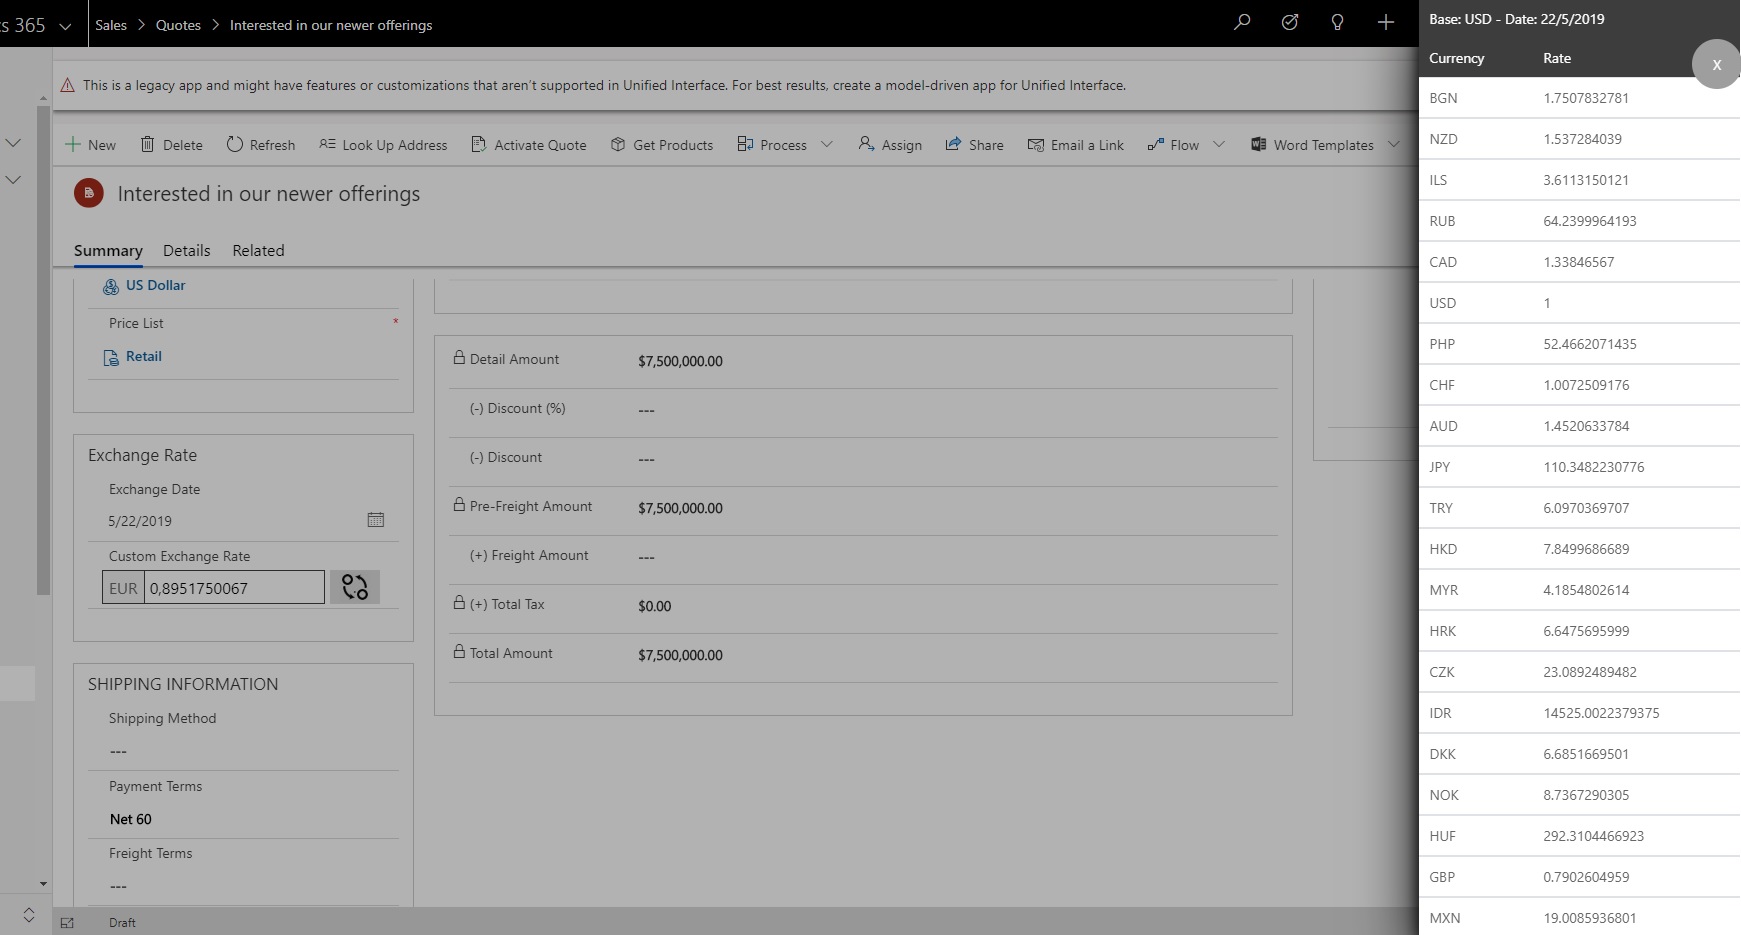 s 365
Sales > Quotes > Interested in our newer offerings
This is a legacy app and might have features or customizations that aren't supported in Unified Interface. For best results, create a model-driven app for Unified Interface.
New Delete Refresh Look Up Address Activate Quote Get Products Process Assign Share Email a Link Flow Word Templates
Interested in our newer offerings
Summary Details Related
US Dollar
Price List *
Retail
Exchange Rate
Exchange Date
5/22/2019
Custom Exchange Rate
EUR 0,8951750067
SHIPPING INFORMATION
Shipping Method
---
Payment Terms
Net 60
Freight Terms
---
Draft
Detail Amount $7,500,000.00
(-) Discount (%) ---
(-) Discount ---
Pre-Freight Amount $7,500,000.00
(+) Freight Amount ---
(+) Total Tax $0.00
Total Amount $7,500,000.00
Base: USD - Date: 22/5/2019
Currency Rate
x
BGN 1.7507832781
NZD 1.537284039
ILS 3.6113150121
RUB 64.2399964193
CAD 1.33846567
USD 1
PHP 52.4662071435
CHF 1.0072509176
AUD 1.4520633784
JPY 110.3482230776
TRY 6.0970369707
HKD 7.8499686689
MYR 4.1854802614
HRK 6.6475695999
CZK 23.0892489482
IDR 14525.0022379375
DKK 6.6851669501
NOK 8.7367290305
HUF 292.3104466923
GBP 0.7902604959
MXN 19.0085936801